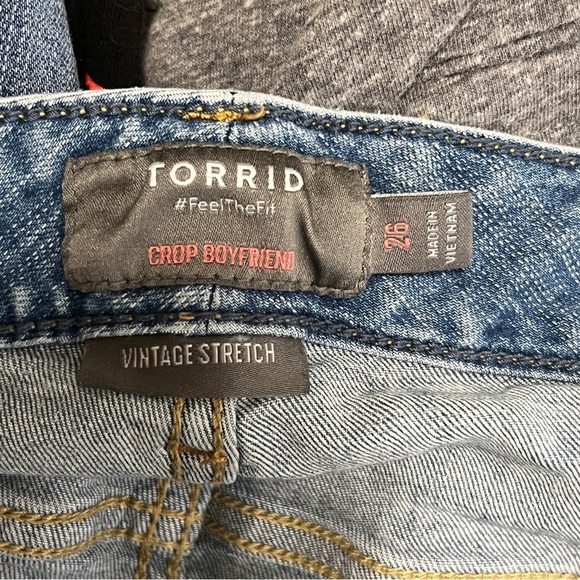 TORRID
#FeelTheFit
CROP BOYFRIEND
26
MADE IN
VIETNAM
VINTAGE STRETCH